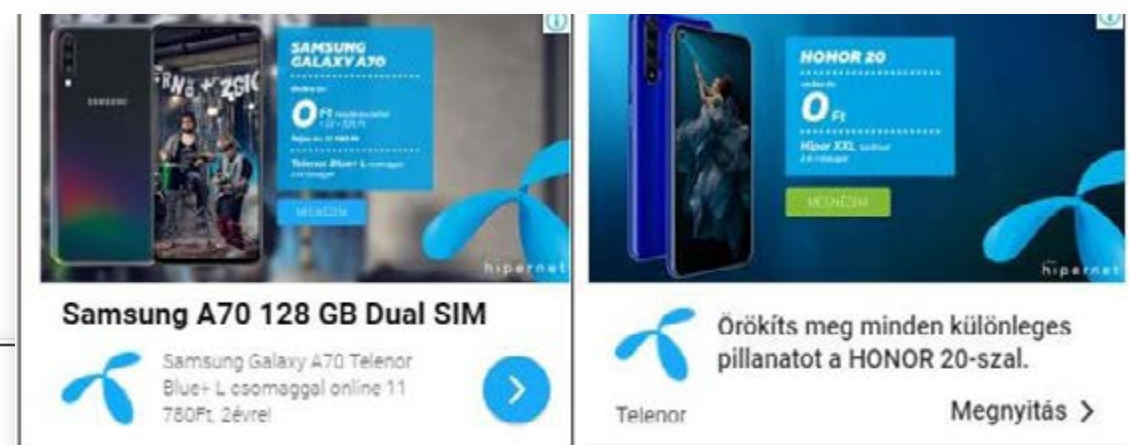 SAMSUNG
GALAXY A70
0 Ft
Telenor Blue+ L csomaggal
MEGNÉZEM
hipernet
SAMSUNG
Samsung A70 128 GB Dual SIM
Samsung Galaxy A70 Telenor
Blue+ L csomaggal online 11
780Ft, 2évre!
HONOR 20
0 Ft
Hiper XXL
MEGNÉZEM
hipernet
Örökíts meg minden különleges
pillanatot a HONOR 20-szal.
Telenor
Megnyitás